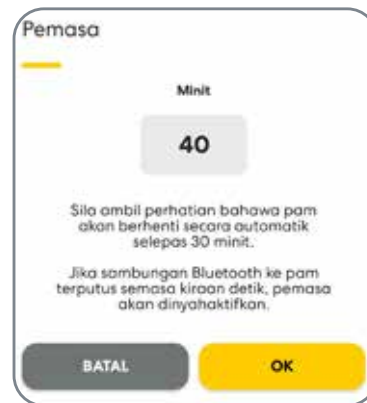 Pemasa
Minit
40
Sila ambil perhatian bahawa pam
akan berhenti secara automatik
selepas 30 minit.
Jika sambungan Bluetooth ke pam
terputus semasa kiraan detik, pemasa
akan dinyahaktifkan.
BATAL
OK